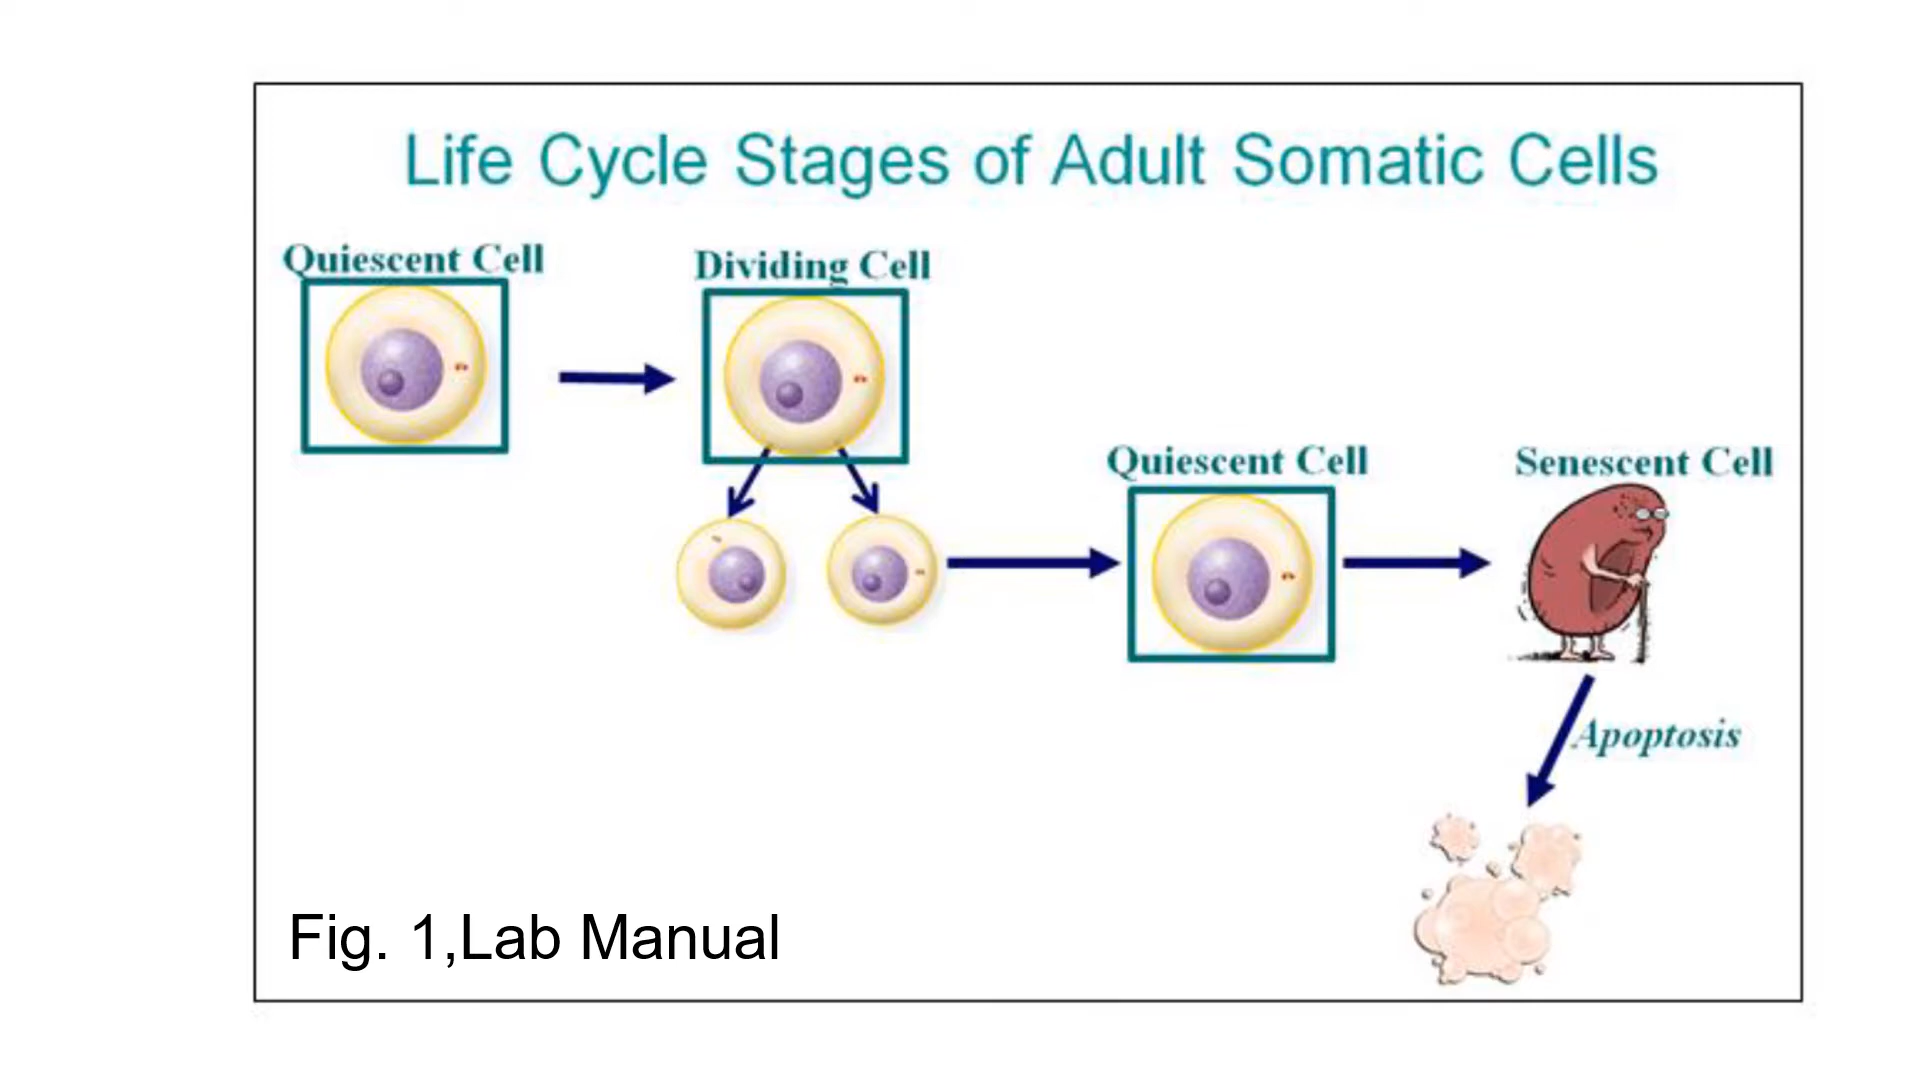 Life Cycle Stages of Adult Somatic Cells
Quiescent Cell
Dividing Cell
Quiescent Cell
Senescent Cell
Apoptosis
Fig. 1,Lab Manual